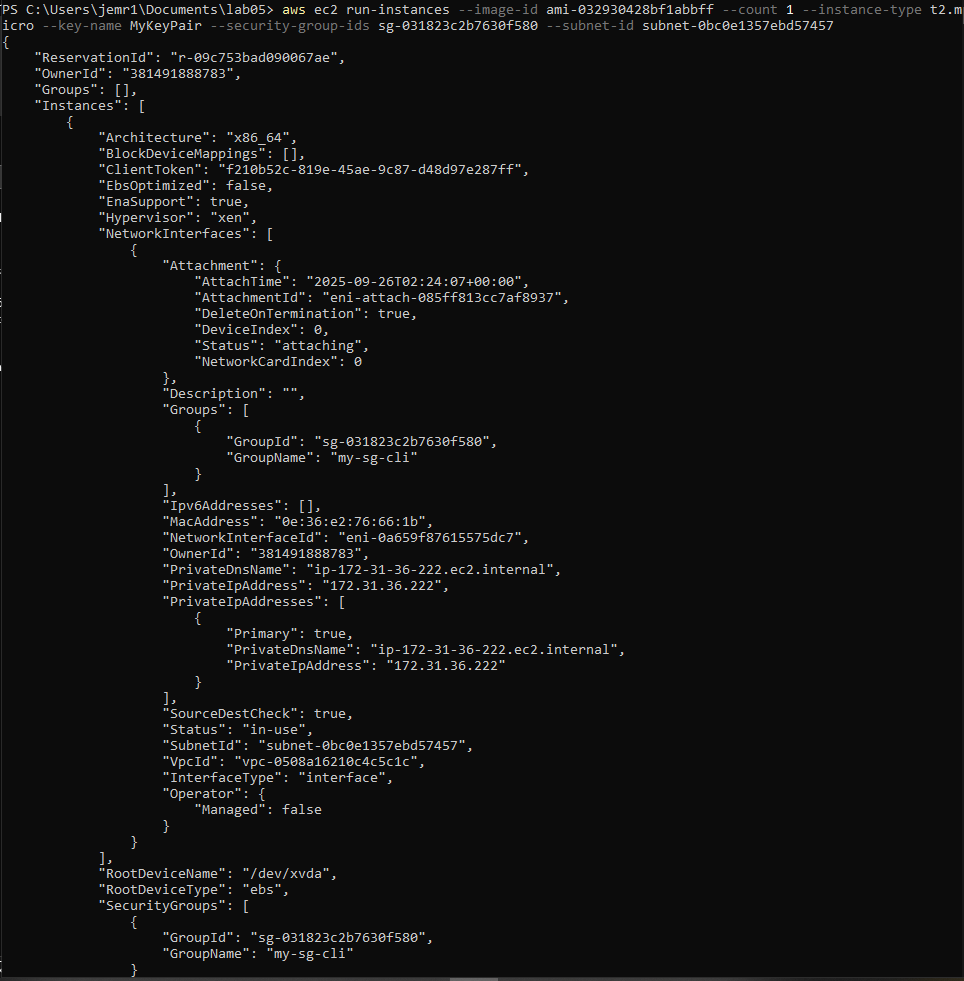 PS C:\Users\jemr1\Documents\lab05> aws ec2 run-instances --image-id ami-032930428bf1abbff --count 1 --instance-type t2.m
icro --key-name MyKeyPair --security-group-ids sg-031823c2b7630f580 --subnet-id subnet-0bc0e1357ebd57457
{
    "ReservationId": "r-09c753bad090067ae",
    "OwnerId": "381491888783",
    "Groups": [],
    "Instances": [
        {
            "Architecture": "x86_64",
            "BlockDeviceMappings": [],
            "ClientToken": "f210b52c-819e-45ae-9c87-d48d97e287ff",
            "EbsOptimized": false,
            "EnaSupport": true,
            "Hypervisor": "xen",
            "NetworkInterfaces": [
                {
                    "Attachment": {
                        "AttachTime": "2025-09-26T02:24:07+00:00",
                        "AttachmentId": "eni-attach-085ff813cc7af8937",
                        "DeleteOnTermination": true,
                        "DeviceIndex": 0,
                        "Status": "attaching",
                        "NetworkCardIndex": 0
                    },
                    "Description": "",
                    "Groups": [
                        {
                            "GroupId": "sg-031823c2b7630f580",
                            "GroupName": "my-sg-cli"
                        }
                    ],
                    "Ipv6Addresses": [],
                    "MacAddress": "0e:36:e2:76:66:1b",
                    "NetworkInterfaceId": "eni-0a659f87615575dc7",
                    "OwnerId": "381491888783",
                    "PrivateDnsName": "ip-172-31-36-222.ec2.internal",
                    "PrivateIpAddress": "172.31.36.222",
                    "PrivateIpAddresses": [
                        {
                            "Primary": true,
                            "PrivateDnsName": "ip-172-31-36-222.ec2.internal",
                            "PrivateIpAddress": "172.31.36.222"
                        }
                    ],
                    "SourceDestCheck": true,
                    "Status": "in-use",
                    "SubnetId": "subnet-0bc0e1357ebd57457",
                    "VpcId": "vpc-0508a16210c4c5c1c",
                    "InterfaceType": "interface",
                    "Operator": {
                        "Managed": false
                    }
                }
            ],
            "RootDeviceName": "/dev/xvda",
            "RootDeviceType": "ebs",
            "SecurityGroups": [
                {
                    "GroupId": "sg-031823c2b7630f580",
                    "GroupName": "my-sg-cli"
                }